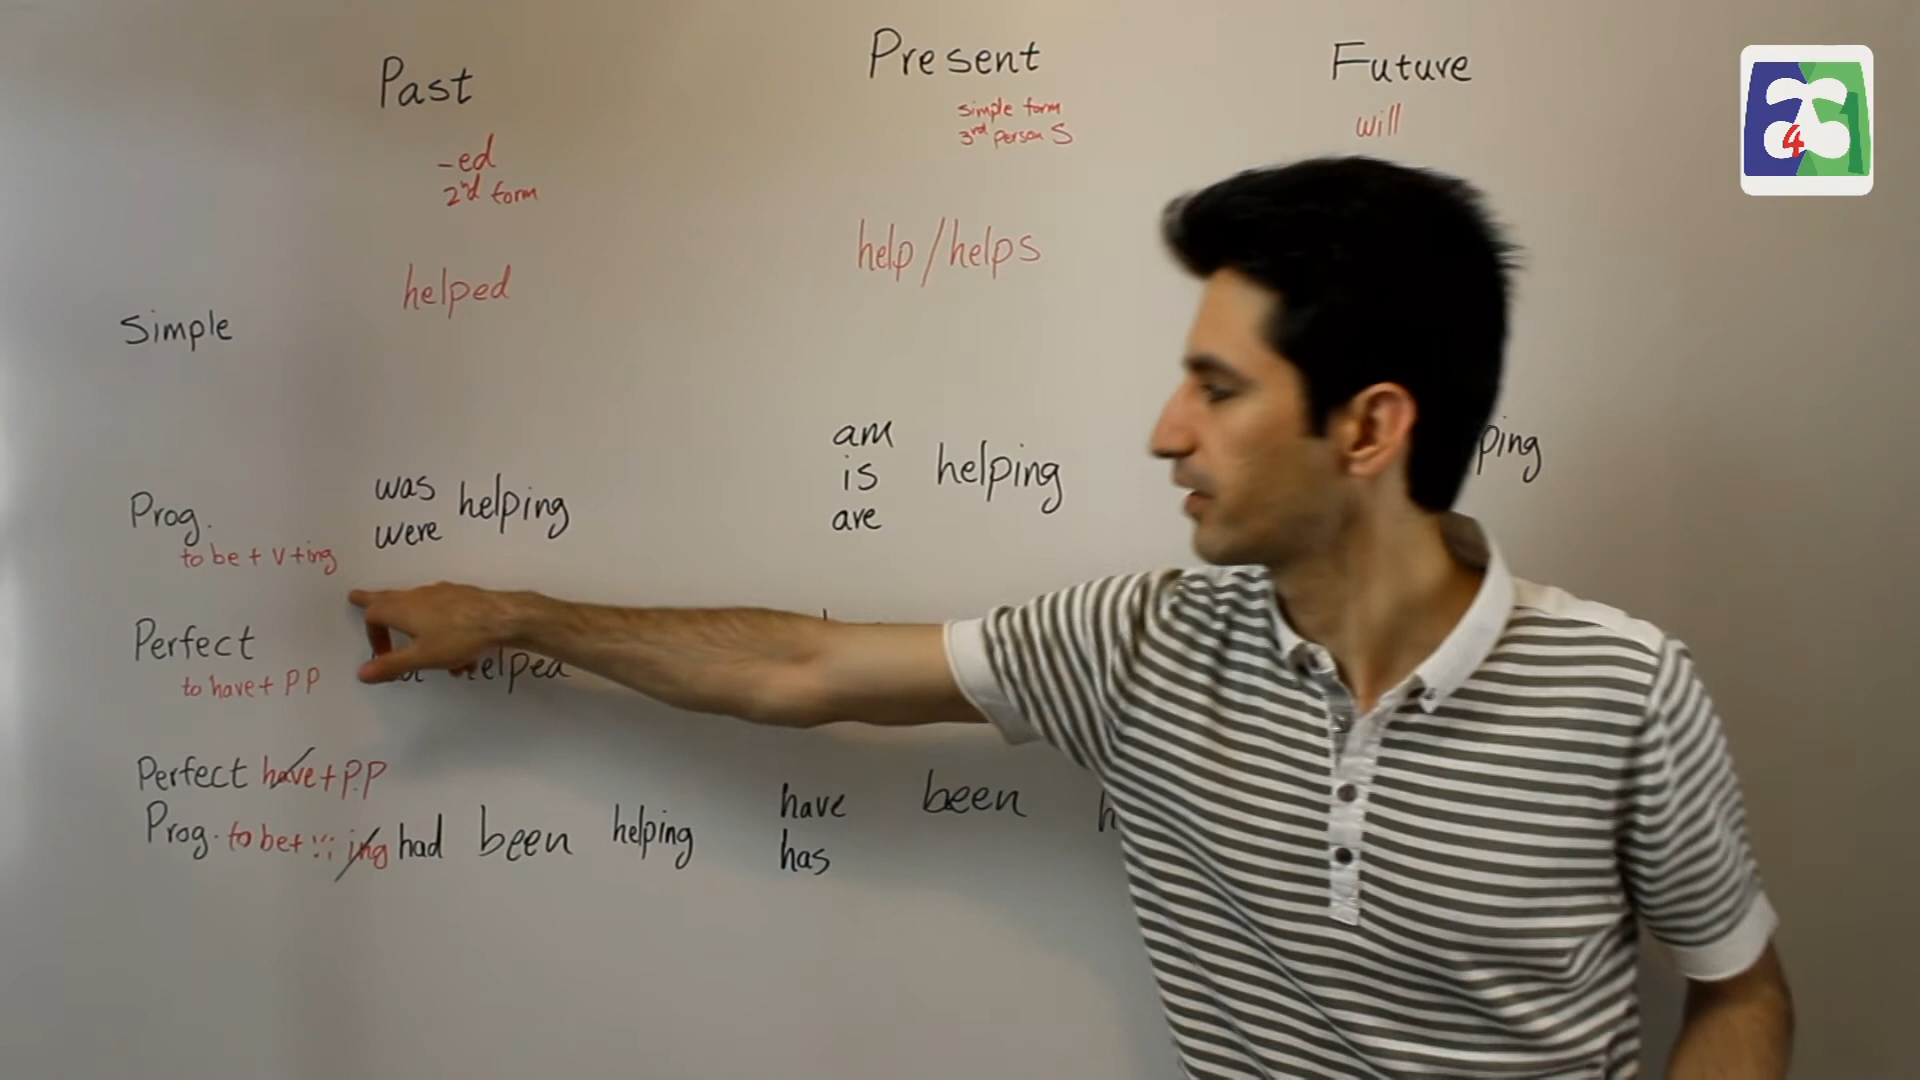 Past
Present
Future
-ed
2nd form
simple form
3rd person S
will
helped
help/helps
Simple
Prog.
to be + v+ing
was
were
helping
am
is
are
helping
ping
Perfect
to have + PP
helped
Perfect have+P.P
Prog. to be+ ing
had been helping
have
has
been
h
4